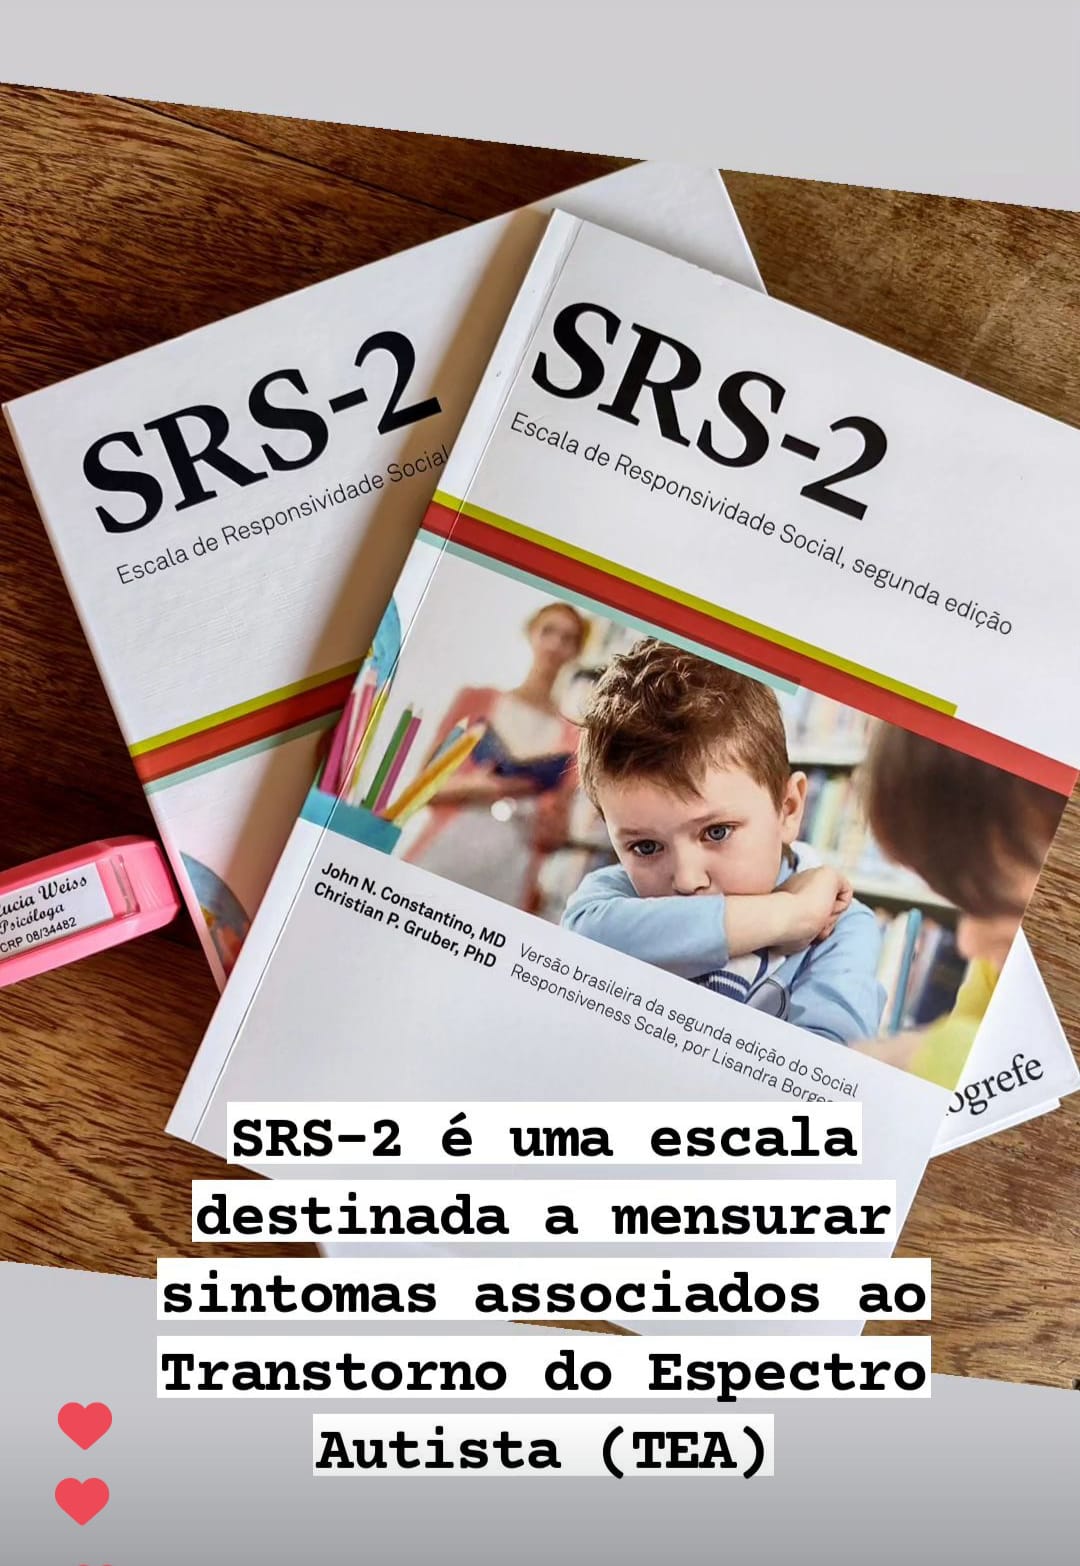 SRS-2
Escala de Responsividade Social
SRS-2
Escala de Responsividade Social, segunda edição
John N. Constantino, MD
Christian P. Gruber, PhD
Versão brasileira da segunda edição do Social
Responsiveness Scale, por Lisandra Borges
Weiss
Psicóloga
CRP 08/34482
SRS-2 é uma escala
destinada a mensurar
sintomas associados ao
Transtorno do Espectro
Autista (TEA)